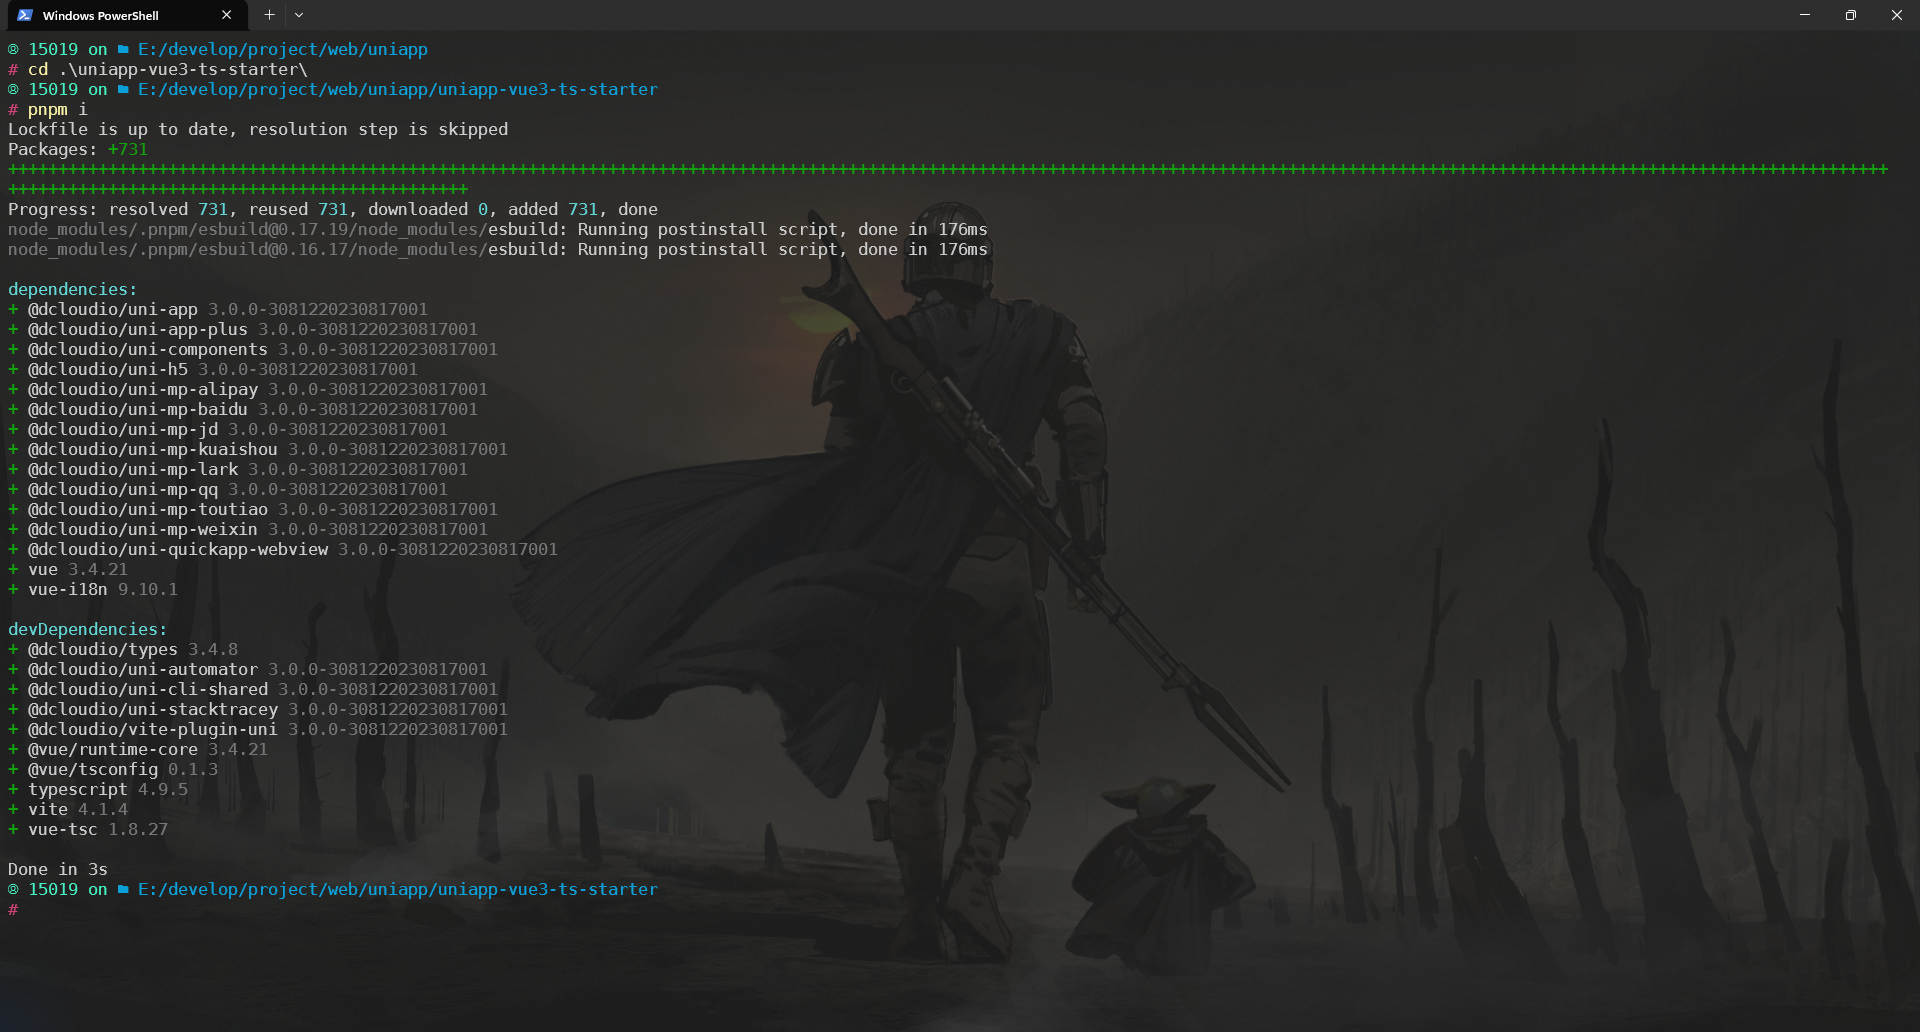 Windows PowerShell
@ 15019 on E:/develop/project/web/uniapp
# cd .\uniapp-vue3-ts-starter\
@ 15019 on E:/develop/project/web/uniapp/uniapp-vue3-ts-starter
# pnpm i
Lockfile is up to date, resolution step is skipped
Packages: +731
++++++++++++++++++++++++++++++++++++++++++++++++++++++++++++++++++++++++++++++++++++++++++++++++++++++++++++++++++++++++++++++++++++++++++++++++++++++++++++++++++++++++++++++++++++++++++++
++++++++++++++++++++++++++++++++++++++++++++++
Progress: resolved 731, reused 731, downloaded 0, added 731, done
node_modules/.pnpm/esbuild@0.17.19/node_modules/esbuild: Running postinstall script, done in 176ms
node_modules/.pnpm/esbuild@0.16.17/node_modules/esbuild: Running postinstall script, done in 176ms
dependencies:
+ @dcloudio/uni-app 3.0.0-3081220230817001
+ @dcloudio/uni-app-plus 3.0.0-3081220230817001
+ @dcloudio/uni-components 3.0.0-3081220230817001
+ @dcloudio/uni-h5 3.0.0-3081220230817001
+ @dcloudio/uni-mp-alipay 3.0.0-3081220230817001
+ @dcloudio/uni-mp-baidu 3.0.0-3081220230817001
+ @dcloudio/uni-mp-jd 3.0.0-3081220230817001
+ @dcloudio/uni-mp-kuaishou 3.0.0-3081220230817001
+ @dcloudio/uni-mp-lark 3.0.0-3081220230817001
+ @dcloudio/uni-mp-qq 3.0.0-3081220230817001
+ @dcloudio/uni-mp-toutiao 3.0.0-3081220230817001
+ @dcloudio/uni-mp-weixin 3.0.0-3081220230817001
+ @dcloudio/uni-quickapp-webview 3.0.0-3081220230817001
+ vue 3.4.21
+ vue-i18n 9.10.1
devDependencies:
+ @dcloudio/types 3.4.8
+ @dcloudio/uni-automator 3.0.0-3081220230817001
+ @dcloudio/uni-cli-shared 3.0.0-3081220230817001
+ @dcloudio/uni-stacktracey 3.0.0-3081220230817001
+ @dcloudio/vite-plugin-uni 3.0.0-3081220230817001
+ @vue/runtime-core 3.4.21
+ @vue/tsconfig 0.1.3
+ typescript 4.9.5
+ vite 4.1.4
+ vue-tsc 1.8.27
Done in 3s
@ 15019 on E:/develop/project/web/uniapp/uniapp-vue3-ts-starter
#